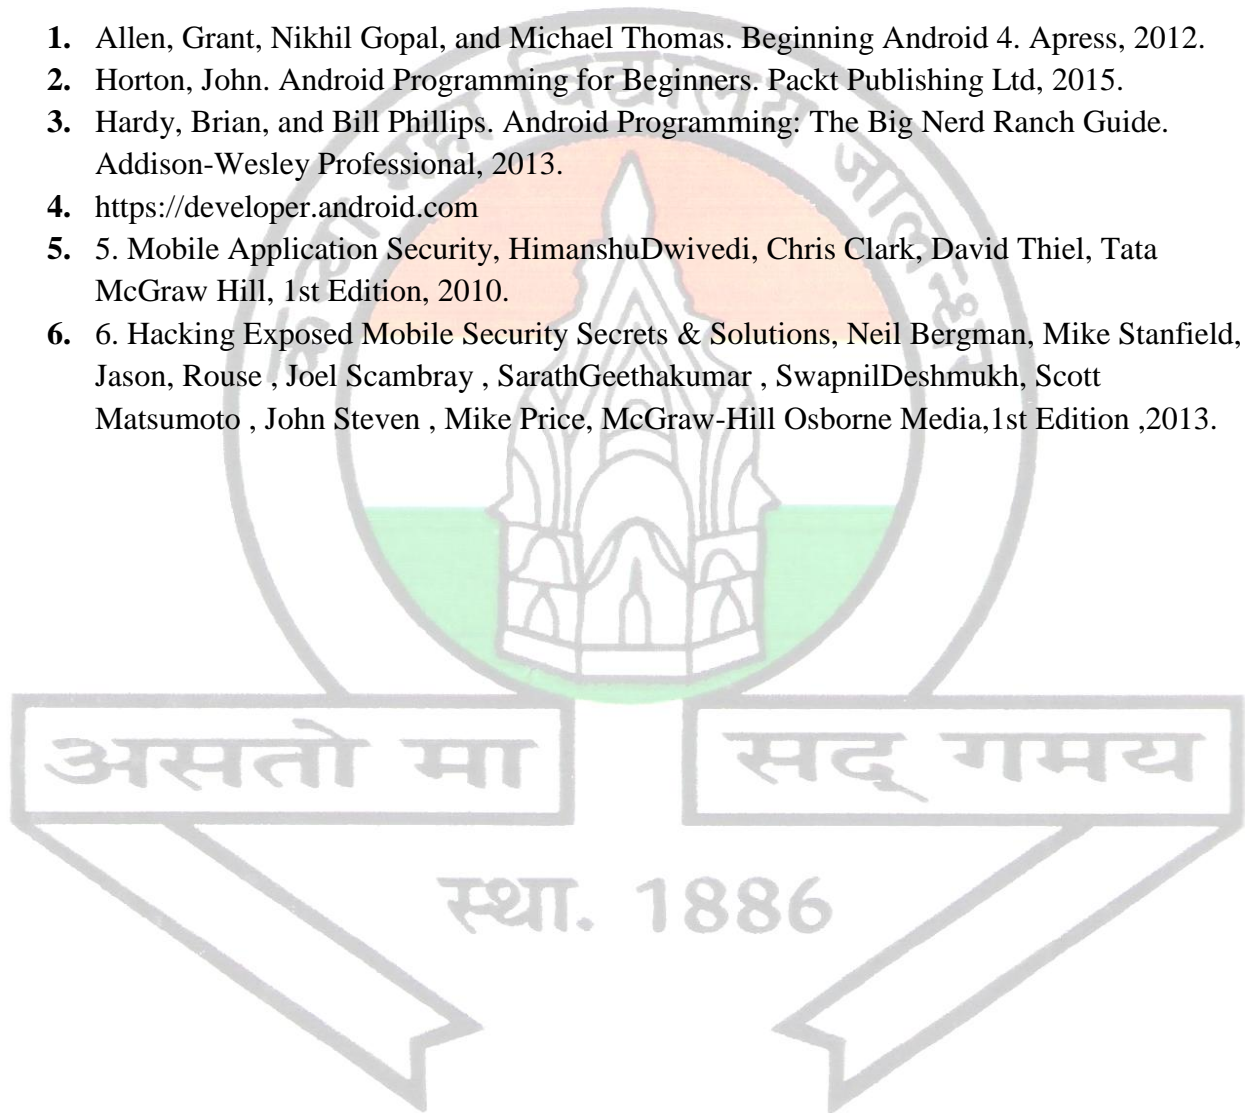 1. Allen, Grant, Nikhil Gopal, and Michael Thomas. Beginning Android 4. Apress, 2012.
2. Horton, John. Android Programming for Beginners. Packt Publishing Ltd, 2015.
3. Hardy, Brian, and Bill Phillips. Android Programming: The Big Nerd Ranch Guide.
Addison-Wesley Professional, 2013.
4. https://developer.android.com
5. 5. Mobile Application Security, HimanshuDwivedi, Chris Clark, David Thiel, Tata
McGraw Hill, 1st Edition, 2010.
6. 6. Hacking Exposed Mobile Security Secrets & Solutions, Neil Bergman, Mike Stanfield,
Jason, Rouse , Joel Scambray , SarathGeethakumar , SwapnilDeshmukh, Scott
Matsumoto , John Steven , Mike Price, McGraw-Hill Osborne Media,1st Edition ,2013.
कन्या महा विद्यालय जालन्धर
असतो मा सद् गमय
स्था. 1886